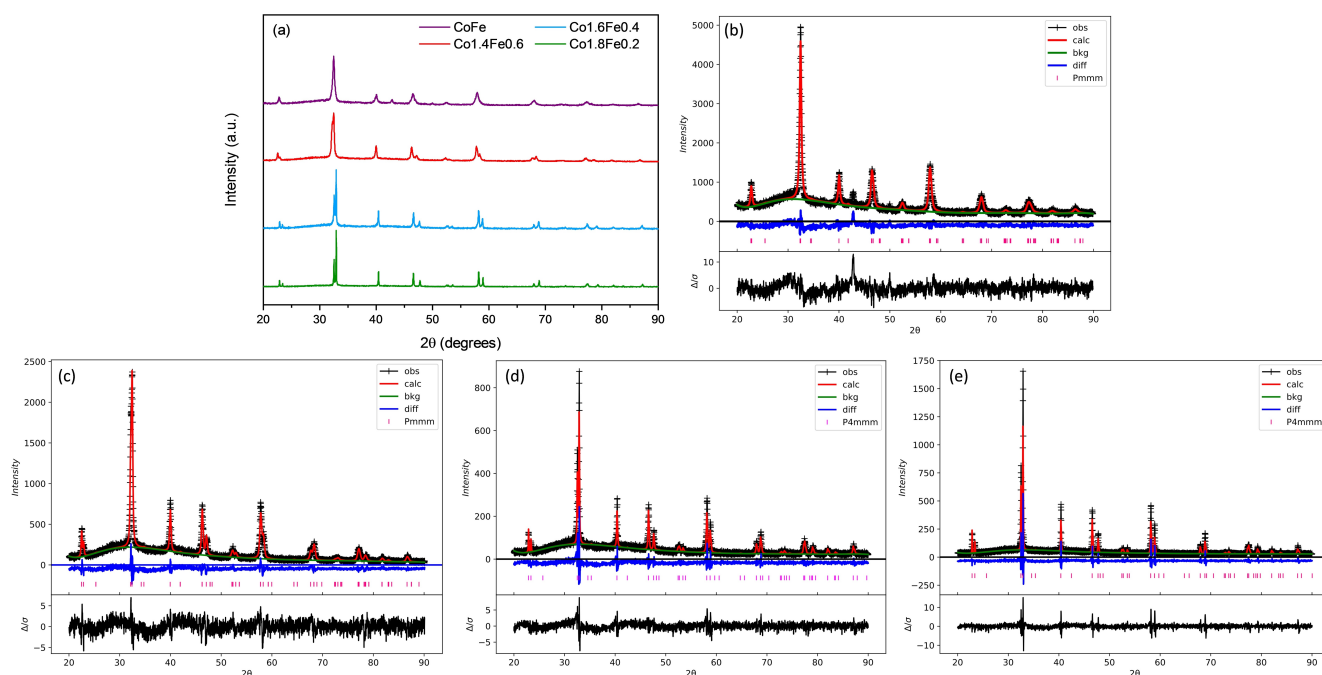 (a)
CoFe
Co1.6Fe0.4
Co1.4Fe0.6
Co1.8Fe0.2
Intensity (a.u.)
20 30 40 50 60 70 80 90
2θ (degrees)
(b)
obs
calc
bkg
diff
Pmmm
5000
4000
3000
2000
1000
0
Intensity
10
0
Δ/σ
20 30 40 50 60 70 80 90
2θ
(c)
obs
calc
bkg
diff
Pmmm
2500
2000
1500
1000
500
0
Intensity
5
0
−5
Δ/σ
20 30 40 50 60 70 80 90
2θ
(d)
obs
calc
bkg
diff
P4mmm
800
600
400
200
0
Intensity
5
0
−5
Δ/σ
20 30 40 50 60 70 80 90
2θ
(e)
obs
calc
bkg
diff
P4mmm
1750
1500
1250
1000
750
500
250
0
−250
Intensity
10
0
−10
Δ/σ
20 30 40 50 60 70 80 90
2θ